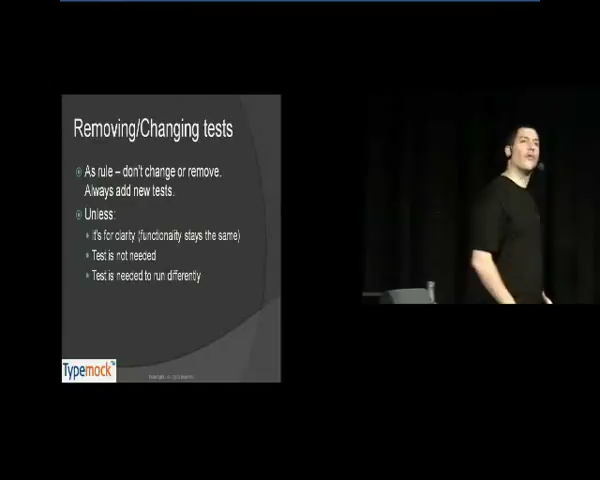 Removing/Changing tests
As rule – don't change or remove.
Always add new tests.
Unless:
It's for clarity (functionality stays the same)
Test is not needed
Test is needed to run differently
Typemock